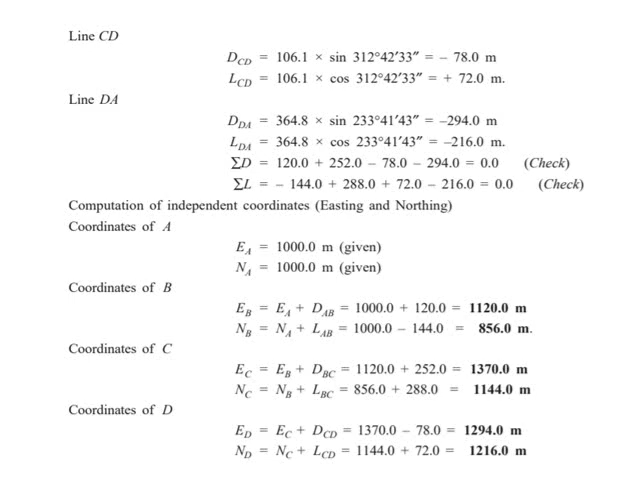 Line CD
D_CD = 106.1 × sin 312°42′33″ = – 78.0 m
L_CD = 106.1 × cos 312°42′33″ = + 72.0 m.
Line DA
D_DA = 364.8 × sin 233°41′43″ = –294.0 m
L_DA = 364.8 × cos 233°41′43″ = –216.0 m.
∑D = 120.0 + 252.0 – 78.0 – 294.0 = 0.0 (Check)
∑L = – 144.0 + 288.0 + 72.0 – 216.0 = 0.0 (Check)
Computation of independent coordinates (Easting and Northing)
Coordinates of A
E_A = 1000.0 m (given)
N_A = 1000.0 m (given)
Coordinates of B
E_B = E_A + D_AB = 1000.0 + 120.0 = 1120.0 m
N_B = N_A + L_AB = 1000.0 – 144.0 = 856.0 m.
Coordinates of C
E_C = E_B + D_BC = 1120.0 + 252.0 = 1370.0 m
N_C = N_B + L_BC = 856.0 + 288.0 = 1144.0 m
Coordinates of D
E_D = E_C + D_CD = 1370.0 – 78.0 = 1294.0 m
N_D = N_C + L_CD = 1144.0 + 72.0 = 1216.0 m